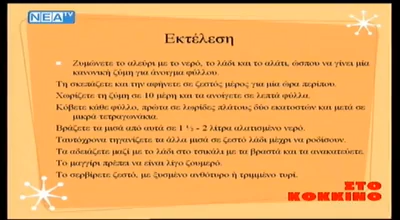 ΝΕΑ TV
Εκτέλεση
Ζυμώνετε το αλεύρι με το νερό, το λάδι και το αλάτι, ώσπου να γίνει μία
κανονική ζύμη για άνοιγμα φύλλου.
Τη σκεπάζετε και την αφήνετε σε ζεστός μέρος για μία ώρα περίπου.
Χωρίζετε τη ζύμη σε 10 μέρη και τα ανοίγετε σε λεπτά φύλλα.
Κόβετε κάθε φύλλο, πρώτα σε λωρίδες πλάτους δύο εκατοστών και μετά σε
μικρά τετραγωνάκια.
Βράζετε τα μισά από αυτά σε 1 ½ - 2 λίτρα αλατισμένο νερό.
Ταυτόχρονα τηγανίζετε τα άλλα μισά σε ζεστό λάδι μέχρι να ροδίσουν.
Τα αδειάζετε μαζί με το λάδι στο τσικάλι με τα βραστά και τα ανακατεύετε.
Το μαγγίρι πρέπει να είναι λίγο ζουμερό.
Το σερβίρετε ζεστό, με ξυσμένο ανθότυρο ή τριμμένο τυρί.
ΣΤΟ
ΚΟΚΚΙΝΟ